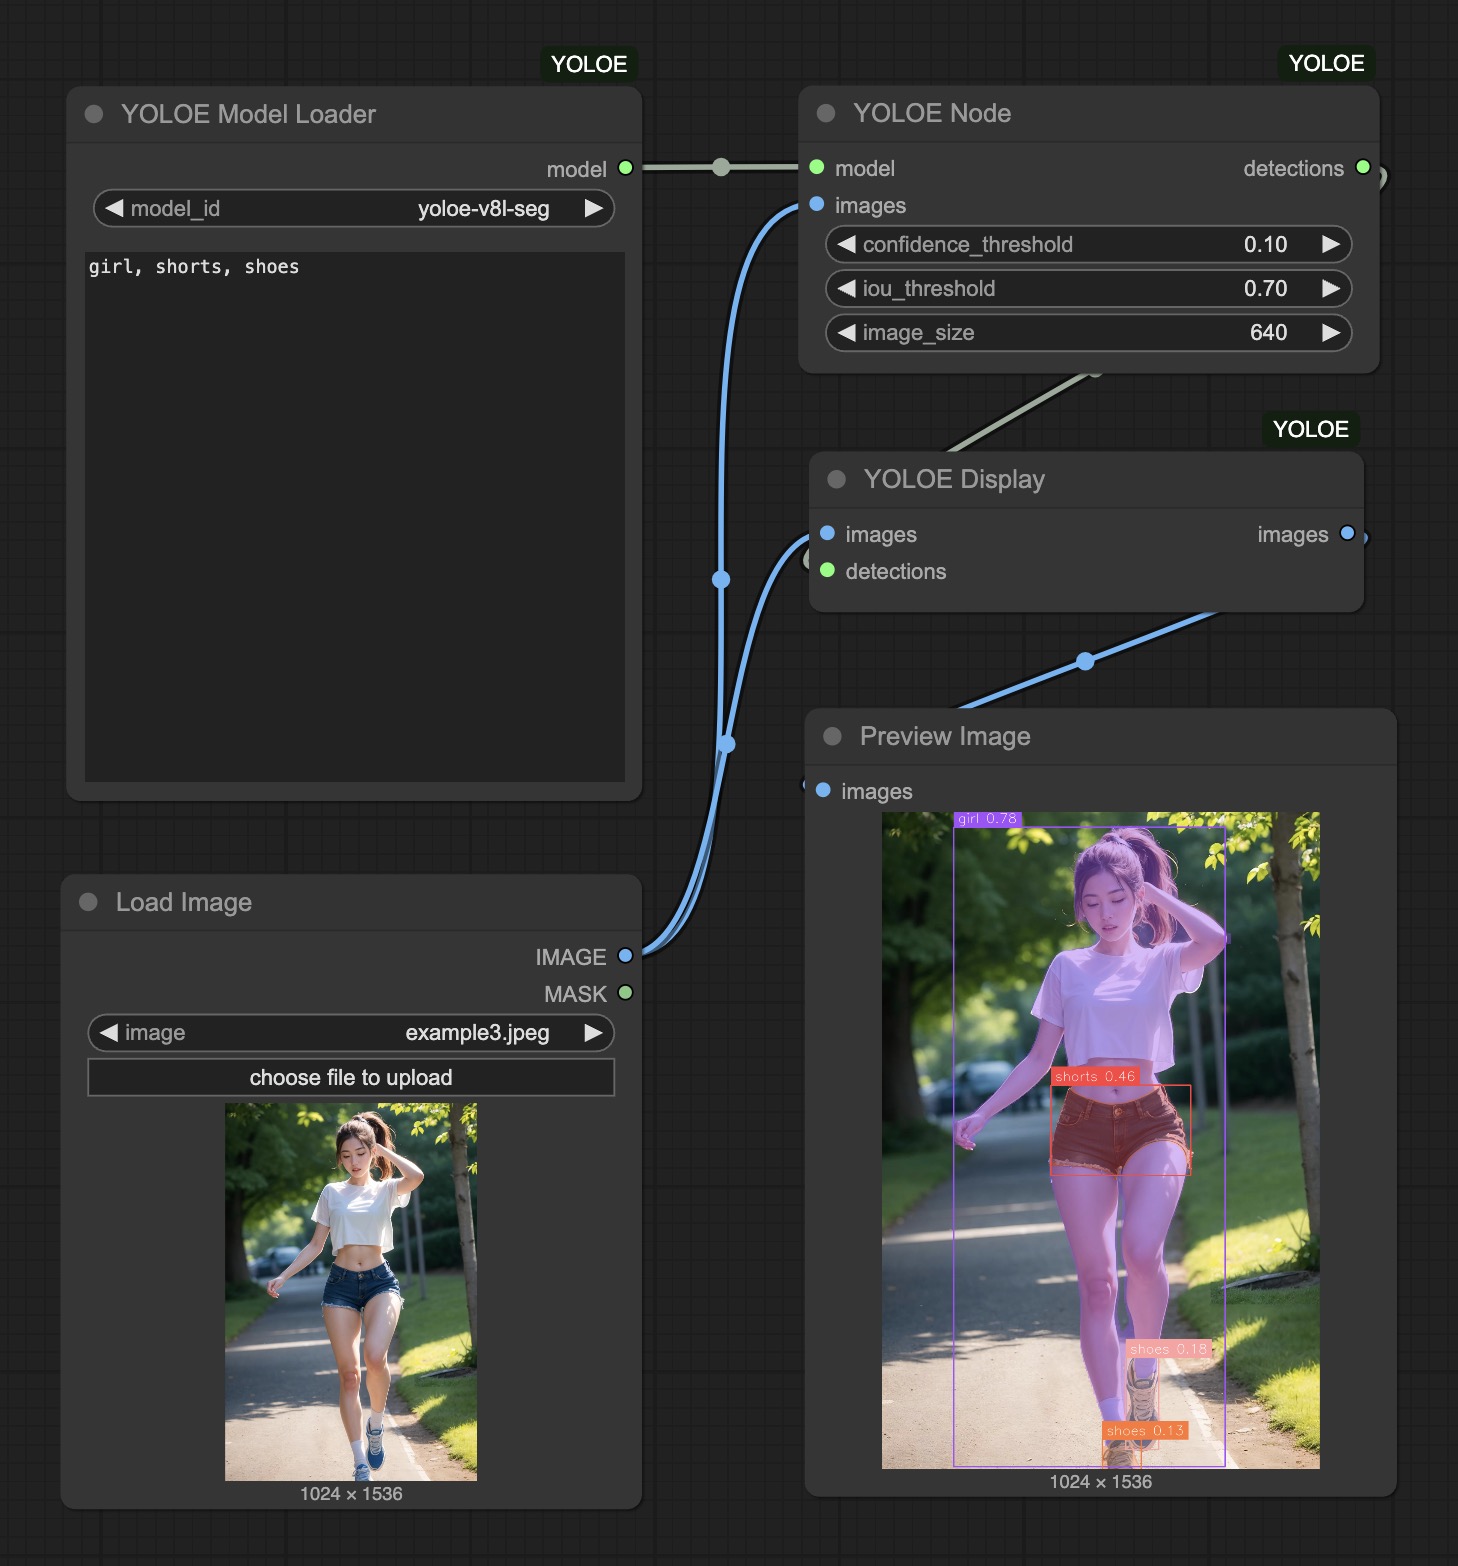 YOLOE
YOLOE Model Loader
model
model_id yoloe-v8l-seg
girl, shorts, shoes
YOLOE
YOLOE Node
model detections
images
confidence_threshold 0.10
iou_threshold 0.70
image_size 640
YOLOE
YOLOE Display
images images
detections
Load Image
IMAGE
MASK
image example3.jpeg
choose file to upload
1024 × 1536
Preview Image
images
girl 0.78
shorts 0.46
shoes 0.18
shoes 0.13
1024 × 1536